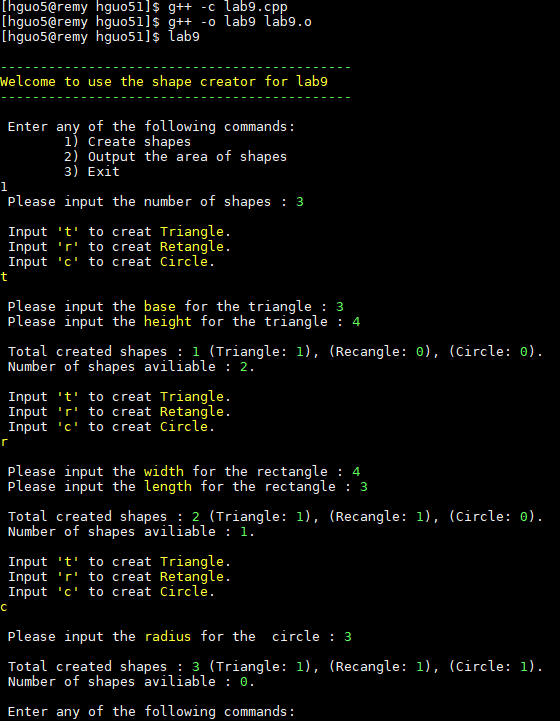 [hguo5@remy hguo51]$ g++ -c lab9.cpp
[hguo5@remy hguo51]$ g++ -o lab9 lab9.o
[hguo5@remy hguo51]$ lab9
--------------------------------------------
Welcome to use the shape creator for lab9
--------------------------------------------
Enter any of the following commands:
1) Create shapes
2) Output the area of shapes
3) Exit
1
Please input the number of shapes : 3
Input 't' to creat Triangle.
Input 'r' to creat Retangle.
Input 'c' to creat Circle.
t
Please input the base for the triangle : 3
Please input the height for the triangle : 4
Total created shapes : 1 (Triangle: 1), (Recangle: 0), (Circle: 0).
Number of shapes aviliable : 2.
Input 't' to creat Triangle.
Input 'r' to creat Retangle.
Input 'c' to creat Circle.
r
Please input the width for the rectangle : 4
Please input the length for the rectangle : 3
Total created shapes : 2 (Triangle: 1), (Recangle: 1), (Circle: 0).
Number of shapes aviliable : 1.
Input 't' to creat Triangle.
Input 'r' to creat Retangle.
Input 'c' to creat Circle.
c
Please input the radius for the  circle : 3
Total created shapes : 3 (Triangle: 1), (Recangle: 1), (Circle: 1).
Number of shapes aviliable : 0.
Enter any of the following commands: